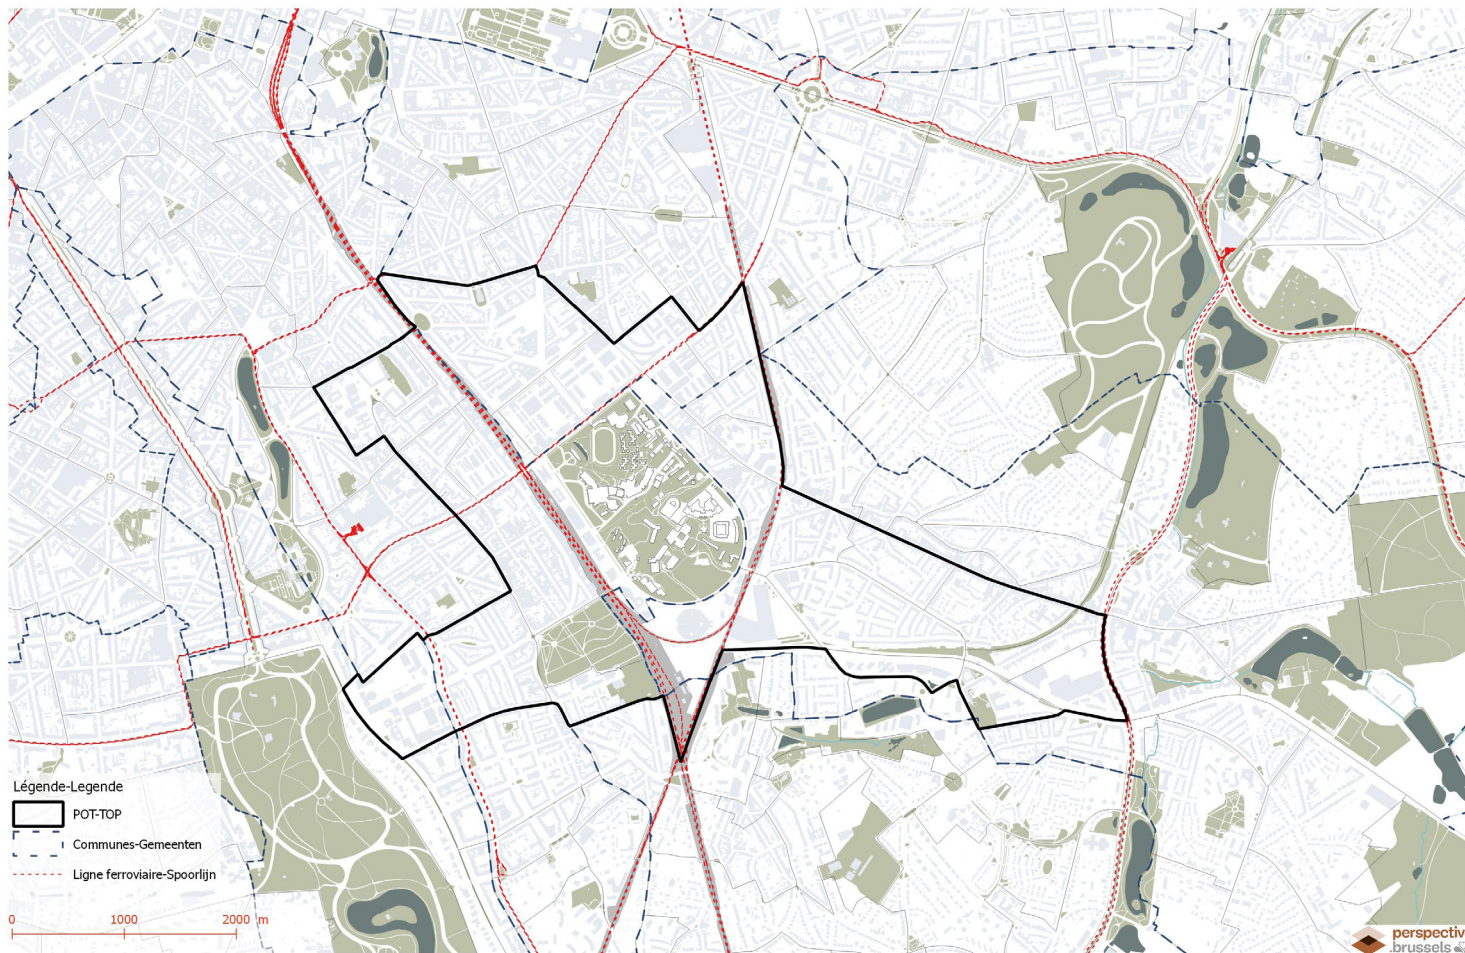 Légende-Legende
POT-TOP
Communes-Gemeenten
Ligne ferroviaire-Spoorlijn
0 1000 2000 m
perspectiv
.brussels